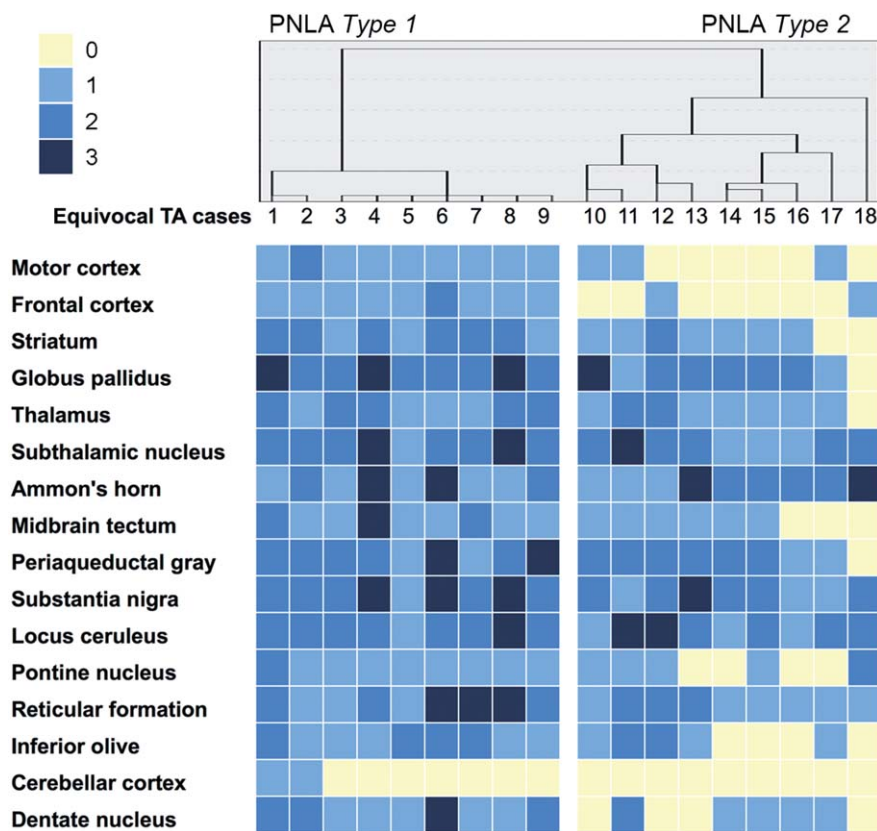 PNLA Type 1 PNLA Type 2
0
1
2
3
Equivocal TA cases 1 2 3 4 5 6 7 8 9 10 11 12 13 14 15 16 17 18
Motor cortex
Frontal cortex
Striatum
Globus pallidus
Thalamus
Subthalamic nucleus
Ammon's horn
Midbrain tectum
Periaqueductal gray
Substantia nigra
Locus ceruleus
Pontine nucleus
Reticular formation
Inferior olive
Cerebellar cortex
Dentate nucleus